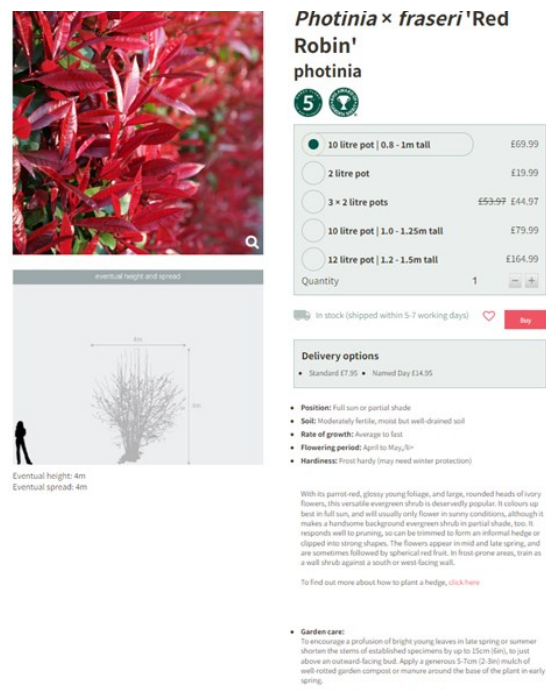 Photinia × fraseri 'Red
Robin'
photinia
5
10 litre pot | 0.8 - 1m tall £69.99
2 litre pot £19.99
3 × 2 litre pots £53.97 £44.97
10 litre pot | 1.0 - 1.25m tall £79.99
12 litre pot | 1.2 - 1.5m tall £164.99
Quantity 1 - +
In stock (shipped within 5-7 working days) Buy
Delivery options
• Standard £7.95 • Named Day £14.95
eventual height and spread
4m
Eventual height: 4m
Eventual spread: 4m
• Position: Full sun or partial shade
• Soil: Moderately fertile, moist but well-drained soil
• Rate of growth: Average to fast
• Flowering period: April to May,/li>
• Hardiness: Frost hardy (may need winter protection)
With its parrot-red, glossy young foliage, and large, rounded heads of ivory
flowers, this versatile evergreen shrub is deservedly popular. It colours up
best in full sun, and will usually only flower in sunny conditions, although it
makes a handsome background evergreen shrub in partial shade, too. It
responds well to pruning, so can be trimmed to form an informal hedge or
clipped into strong shapes. The flowers appear in mid and late spring, and
are sometimes followed by spherical red fruit. In frost-prone areas, train as
a wall shrub against a south or west-facing wall.
To find out more about how to plant a hedge, click here
• Garden care:
To encourage a profusion of bright young leaves in late spring or summer
shorten the stems of established specimens by up to 15cm (6in), to just
above an outward-facing bud. Apply a generous 5-7cm (2-3in) mulch of
well-rotted garden compost or manure around the base of the plant in early
spring.